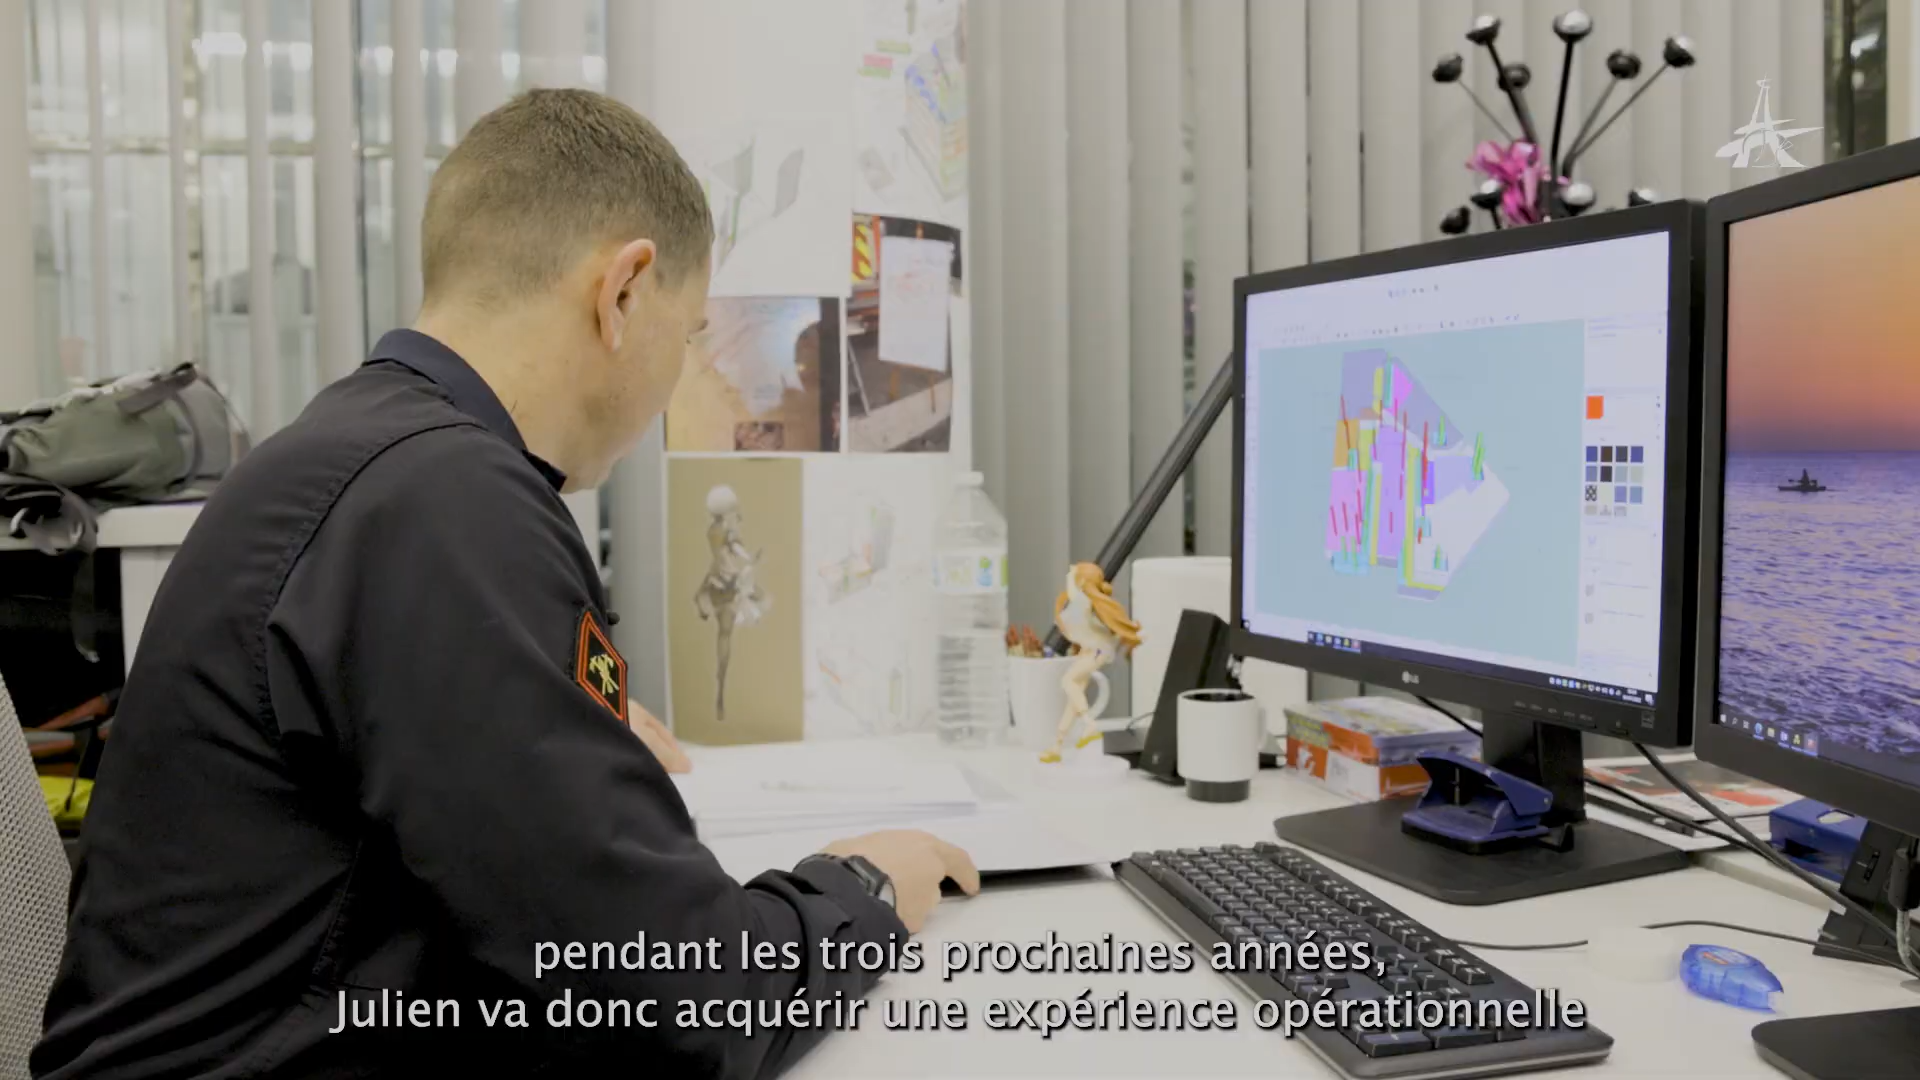 pendant les trois prochaines années,
Julien va donc acquérir une expérience opérationnelle
LG